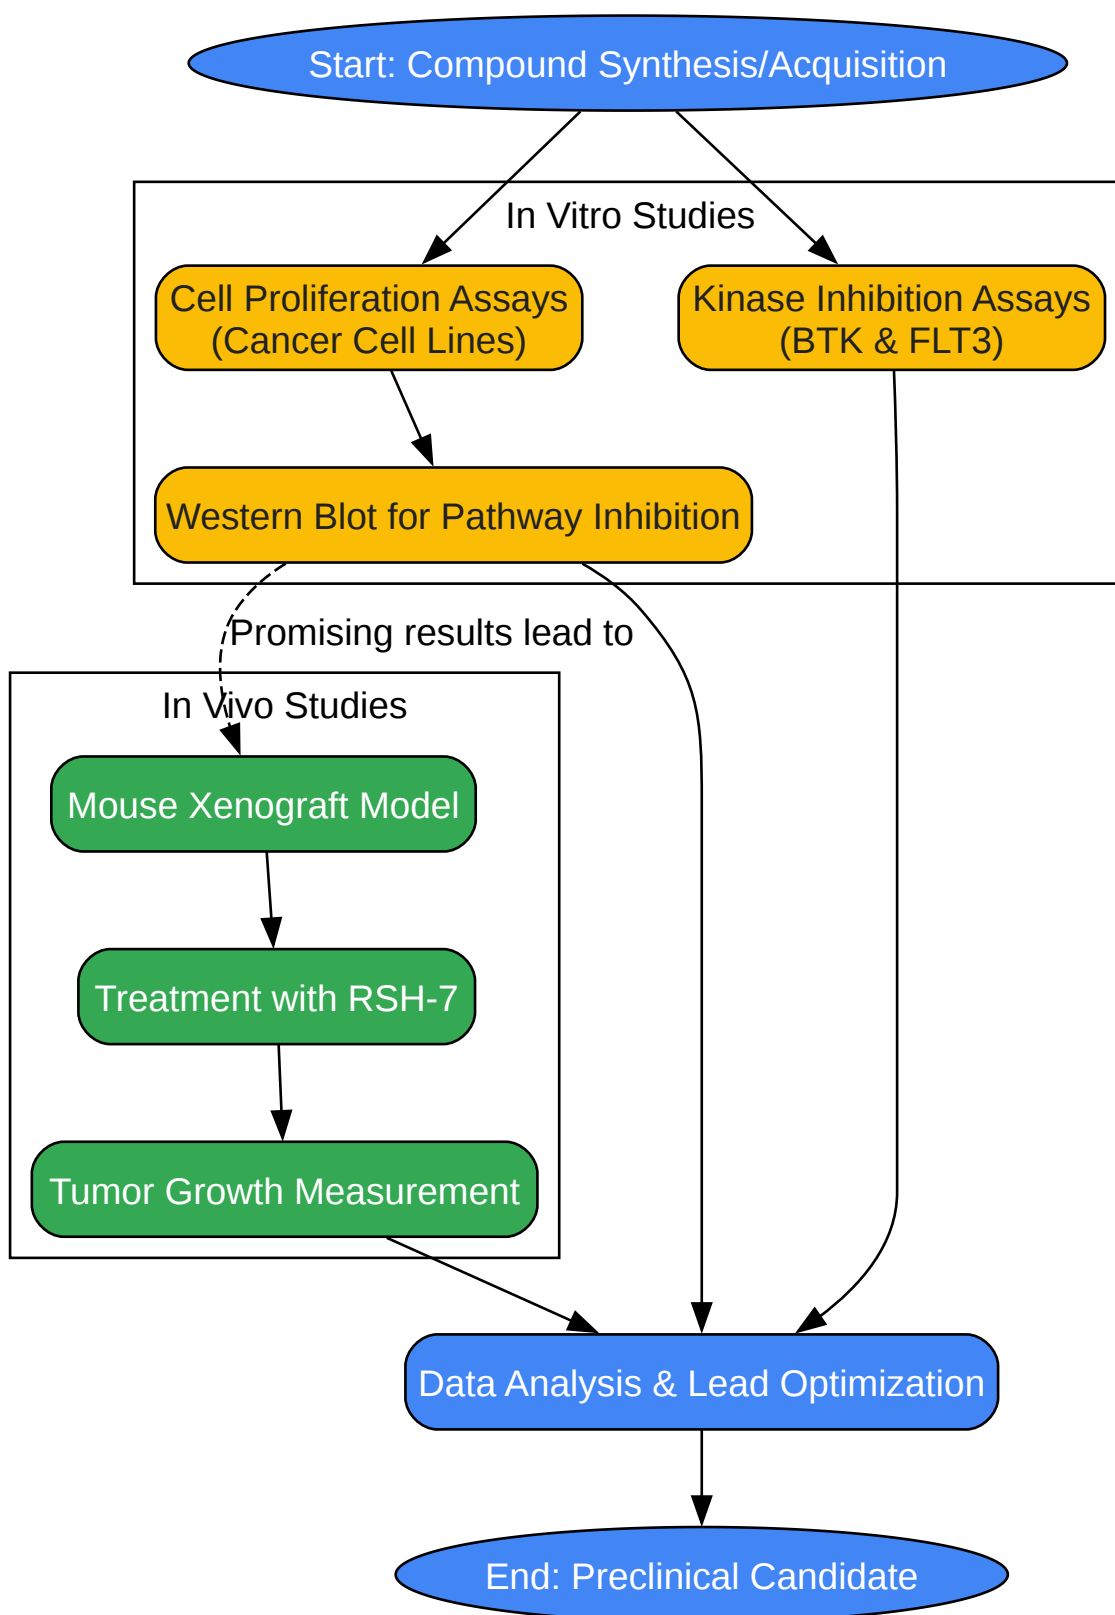 Start: Compound Synthesis/Acquisition
In Vitro Studies
Cell Proliferation Assays
(Cancer Cell Lines)
Kinase Inhibition Assays
(BTK & FLT3)
Western Blot for Pathway Inhibition
Promising results lead to
In Vivo Studies
Mouse Xenograft Model
Treatment with RSH-7
Tumor Growth Measurement
Data Analysis & Lead Optimization
End: Preclinical Candidate